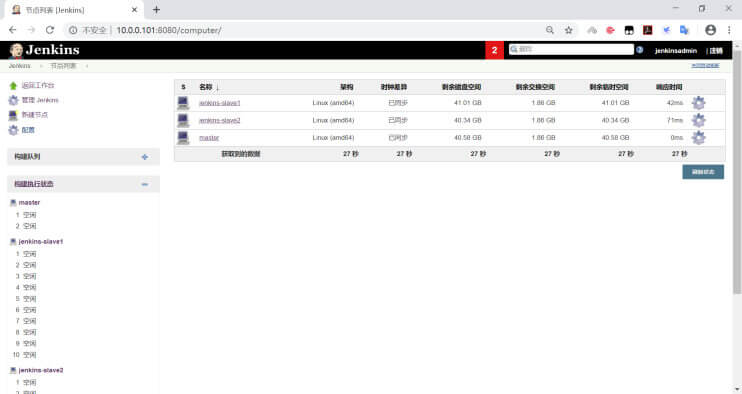 节点列表 [Jenkins]
不安全 | 10.0.0.101:8080/computer/
Jenkins
2
jenkinsadmin | 注销
Jenkins › 节点列表 ›
返回工作台
管理 Jenkins
新建节点
配置
构建队列
构建执行状态
master
1 空闲
2 空闲
jenkins-slave1
1 空闲
2 空闲
3 空闲
4 空闲
5 空闲
6 空闲
7 空闲
8 空闲
9 空闲
10 空闲
jenkins-slave2
1 空闲
2 空闲
S 名称 ↓ 架构 时钟差异 剩余磁盘空间 剩余交换空间 剩余临时空间 响应时间
jenkins-slave1 Linux (amd64) 已同步 41.01 GB 1.86 GB 41.01 GB 42ms
jenkins-slave2 Linux (amd64) 已同步 40.34 GB 1.86 GB 40.34 GB 71ms
master Linux (amd64) 已同步 40.58 GB 1.86 GB 40.58 GB 0ms
获取到的数据 27 秒 27 秒 27 秒 27 秒 27 秒 27 秒
刷新状态